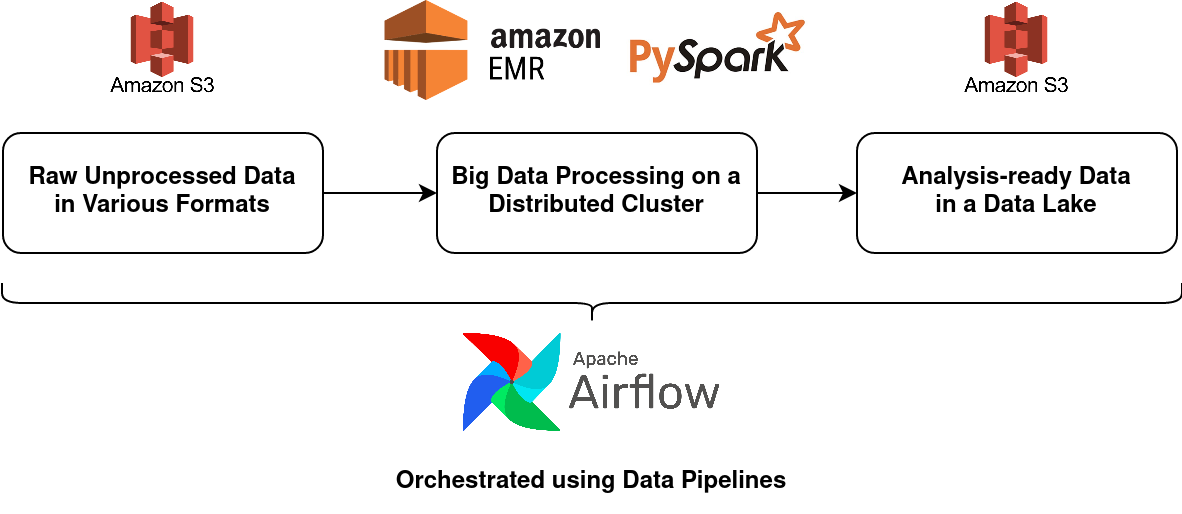 Amazon S3
amazon
EMR
PySpark
Amazon S3
Raw Unprocessed Data
in Various Formats
Big Data Processing on a
Distributed Cluster
Analysis-ready Data
in a Data Lake
Apache
Airflow
Orchestrated using Data Pipelines